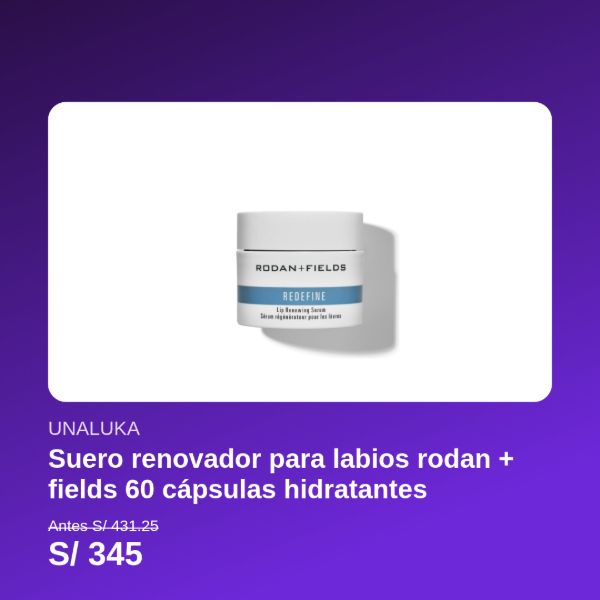 RODAN+FIELDS
REDEFINE
Lip Renewing Serum
Sérum régénérateur pour les lèvres
UNALUKA
Suero renovador para labios rodan +
fields 60 cápsulas hidratantes
Antes S/ 431.25
S/ 345